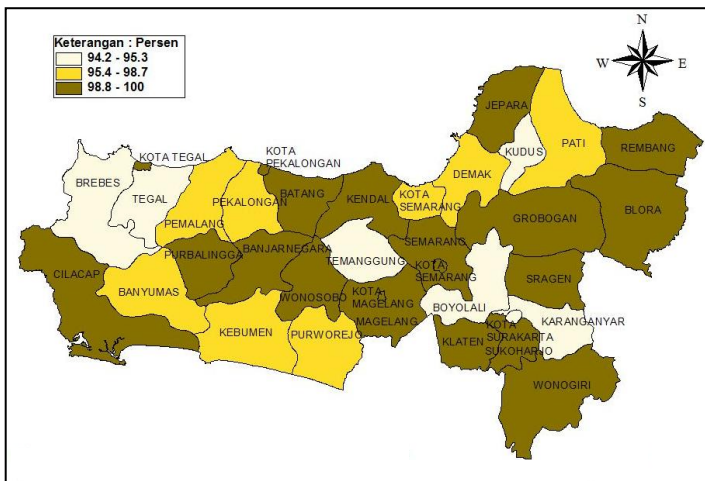 Keterangan : Persen
94.2 - 95.3
95.4 - 98.7
98.8 - 100
N
W
E
S
JEPARA
KUDUS
PATI
REMBANG
KOTA TEGAL
KOTA
PEKALONGAN
BREBES
TEGAL
PEMALANG
PEKALONGAN
BATANG
KENDAL
KOTA
SEMARANG
DEMAK
GROBOGAN
BLORA
CILACAP
PURBALINGGA
BANJARNEGARA
TEMANGGUNG
SEMARANG
BANYUMAS
WONOSOBO
KOTA
MAGELANG
MAGELANG
KOTA
SEMARANG
SRAGEN
BOYOLALI
KEBUMEN
PURWOREJO
KLATEN
KOTA
SURAKARTA
SUKOHARJO
KARANGANYAR
WONOGIRI